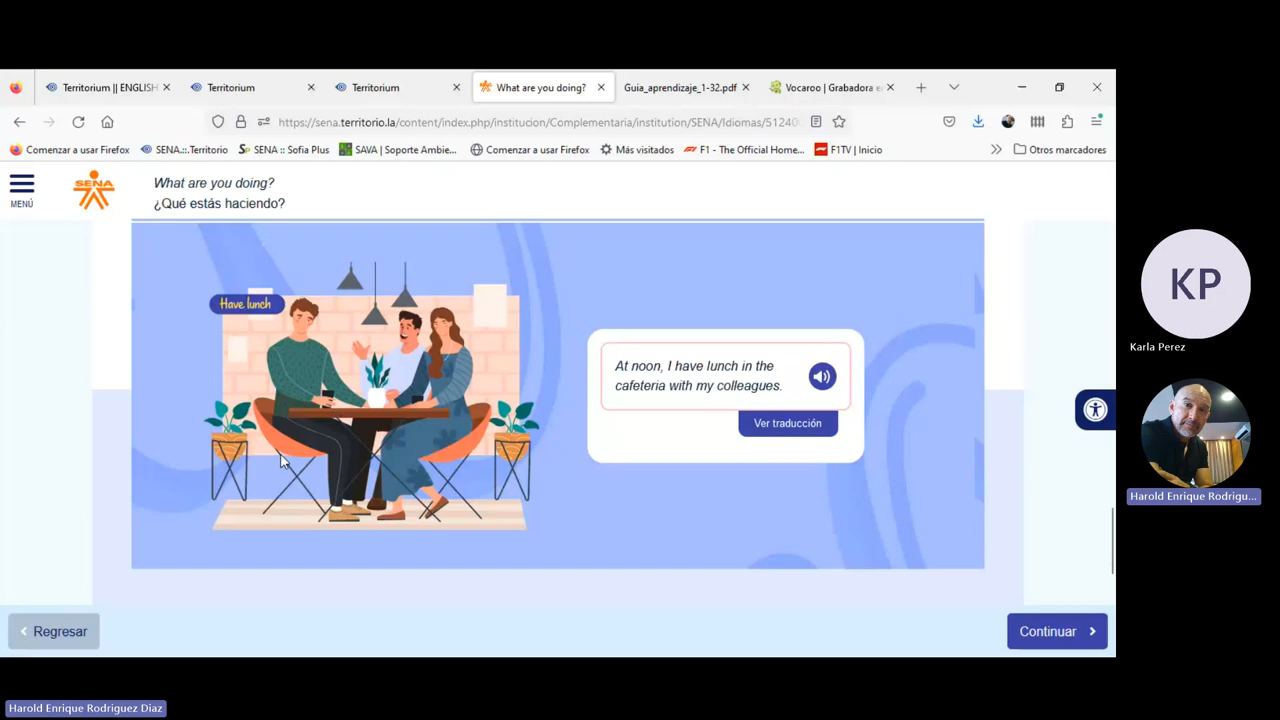 Territorium || ENGLISH
Territorium
Territorium
What are you doing?
Guia_aprendizaje_1-32.pdf
Vocaroo | Grabadora
https://sena.territorio.la/content/index.php/institucion/Complementaria/institution/SENA/Idiomas/51240
Comenzar a usar Firefox
SENA.::.Territorio
SENA :: Sofia Plus
SAVA | Soporte Ambie...
Comenzar a usar Firefox
Más visitados
F1 - The Official Home...
F1TV | Inicio
Otros marcadores
MENÚ
SENA
What are you doing?
¿Qué estás haciendo?
Have lunch
At noon, I have lunch in the
cafeteria with my colleagues.
Ver traducción
Regresar
Continuar
KP
Karla Perez
Harold Enrique Rodrigu...
Harold Enrique Rodriguez Diaz